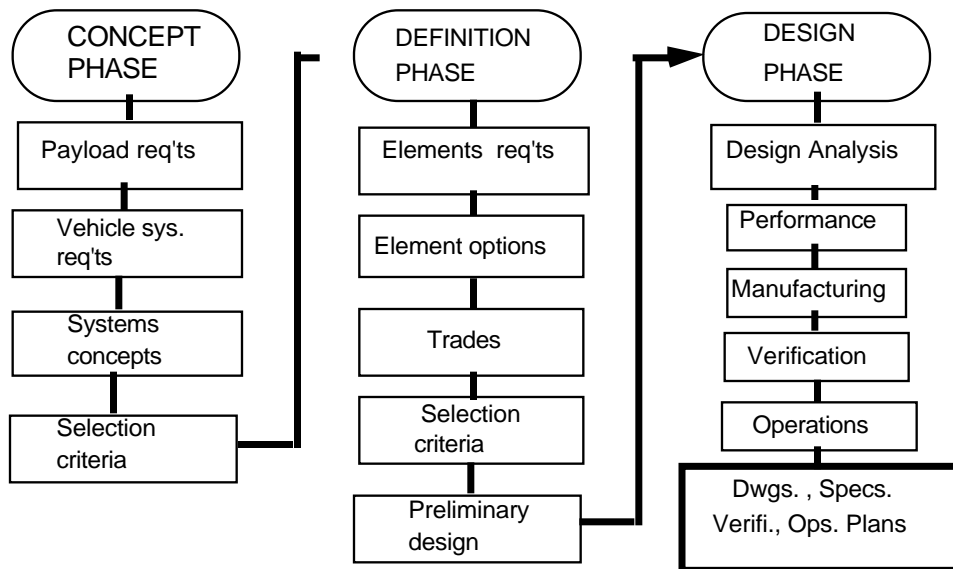 CONCEPT
PHASE
Payload req'ts
Vehicle sys.
req'ts
Systems
concepts
Selection
criteria
DEFINITION
PHASE
Elements req'ts
Element options
Trades
Selection
criteria
Preliminary
design
DESIGN
PHASE
Design Analysis
Performance
Manufacturing
Verification
Operations
Dwgs. , Specs.
Verifi., Ops. Plans